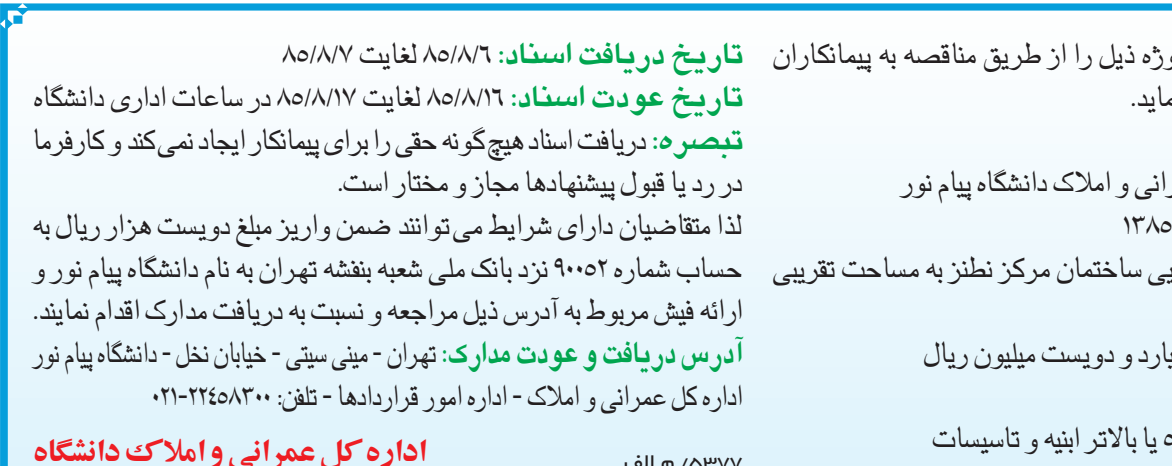 وژه ذیل را از طریق مناقصه به پیمانکاران
ماید.
رانی و املاک دانشگاه پیام نور
۱۳۸۵
یی ساختمان مرکز نطنز به مساحت تقریبی
یارد و دویست میلیون ریال
ه یا بالاتر ابنیه و تاسیسات
تاریخ دریافت اسناد: ۸۵/۸/۶ لغایت ۸۵/۸/۷
تاریخ عودت اسناد: ۸۵/۸/۱۶ لغایت ۸۵/۸/۱۷ در ساعات اداری دانشگاه
تبصره: دریافت اسناد هیچ‌گونه حقی را برای پیمانکار ایجاد نمی‌کند و کارفرما
در رد یا قبول پیشنهادها مجاز و مختار است.
لذا متقاضیان دارای شرایط می‌توانند ضمن واریز مبلغ دویست هزار ریال به
حساب شماره ۹۰۰۵۲ نزد بانک ملی شعبه بنفشه تهران به نام دانشگاه پیام نور و
ارائه فیش مربوط به آدرس ذیل مراجعه و نسبت به دریافت مدارک اقدام نمایند.
آدرس دریافت و عودت مدارک: تهران - مینی سیتی - خیابان نخل - دانشگاه پیام نور
اداره کل عمرانی و املاک - اداره امور قراردادها - تلفن: ۲۲۴۵۸۳۰۰-۰۲۱
اداره کل عمرانی و املاک دانشگاه
۵۳۷۷/ م الف